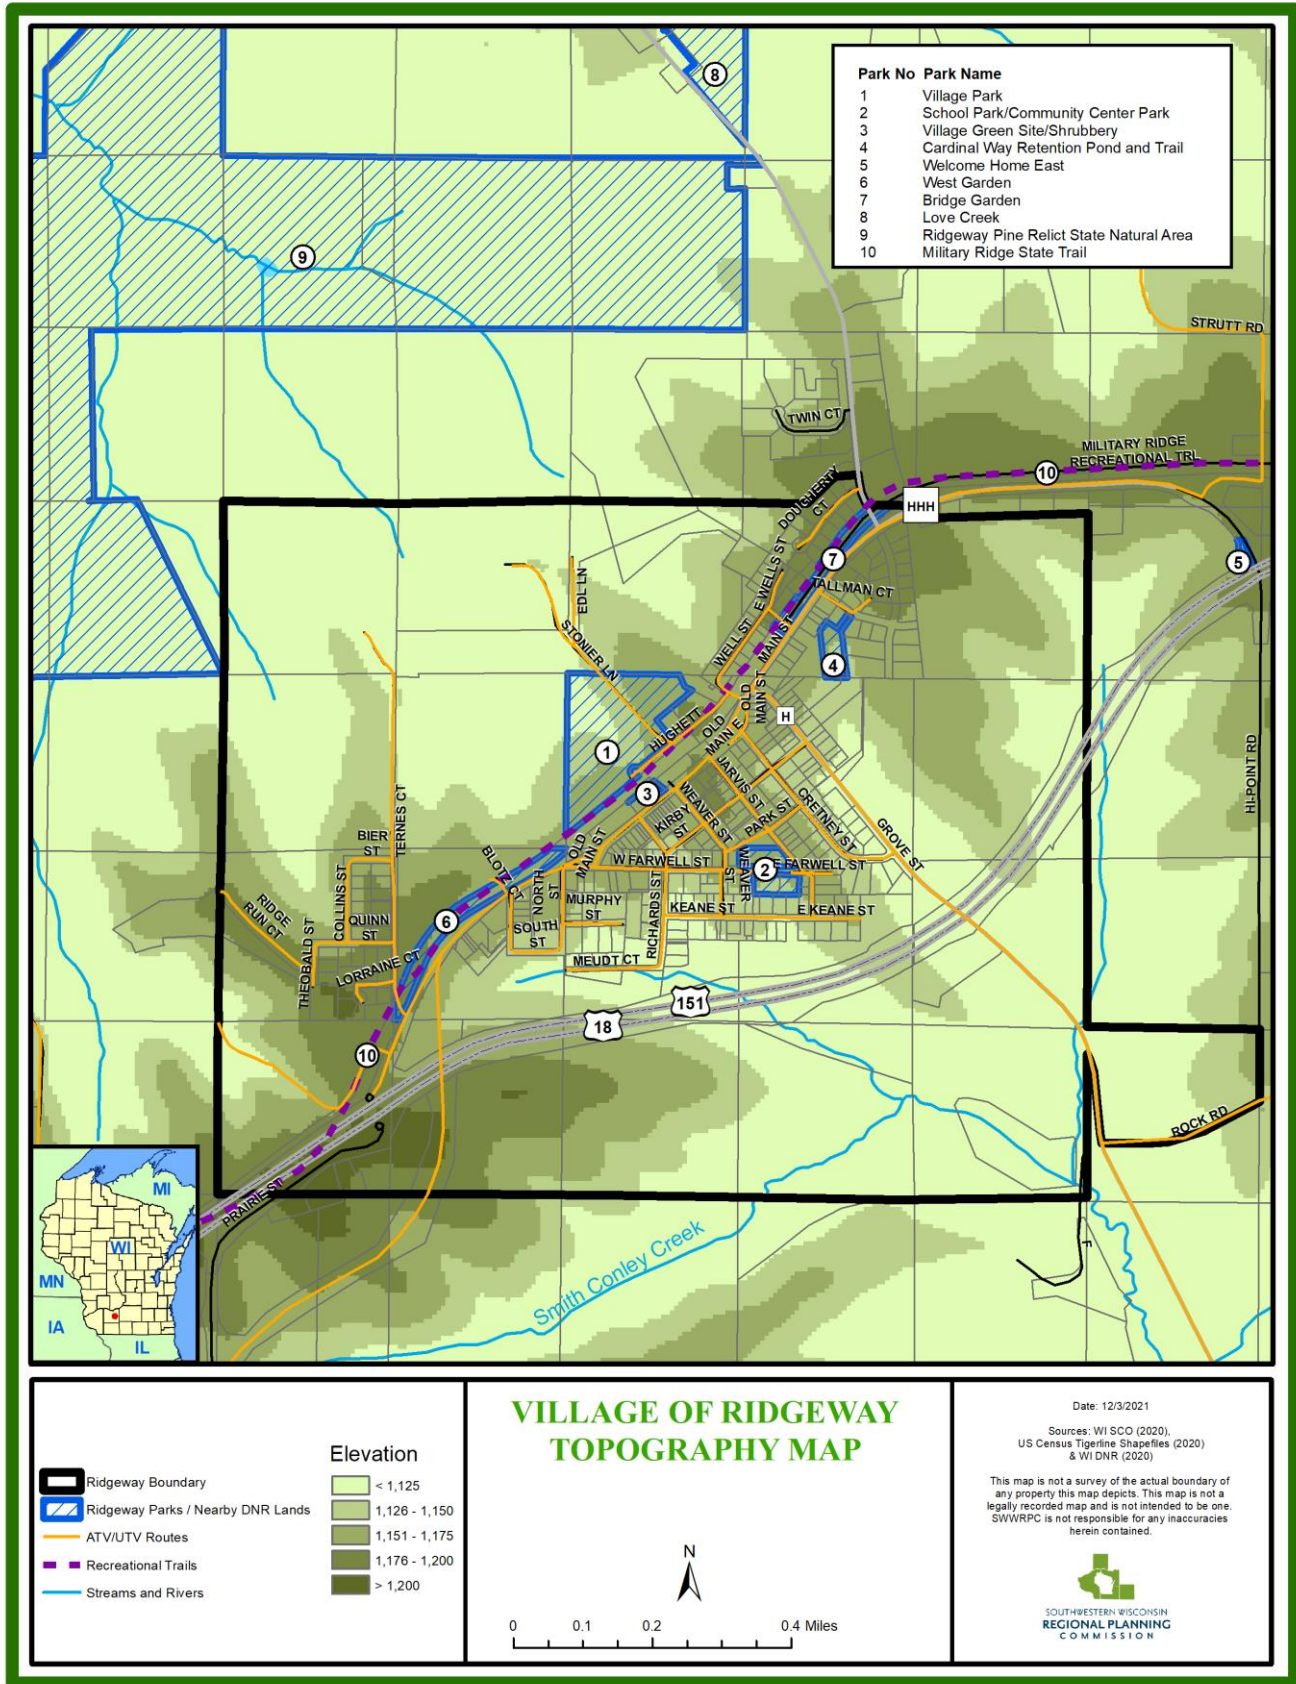 Park No Park Name
1 Village Park
2 School Park/Community Center Park
3 Village Green Site/Shrubbery
4 Cardinal Way Retention Pond and Trail
5 Welcome Home East
6 West Garden
7 Bridge Garden
8 Love Creek
9 Ridgeway Pine Relict State Natural Area
10 Military Ridge State Trail
8
9
STRUTT RD
TWIN CT
MILITARY RIDGE
RECREATIONAL TRL
10
DOUGHERTY
CT
HHH
7
5
E WELLS ST
TALLMAN CT
EDL LN
STONIER LN
WELL ST
MAIN ST
4
OLD
MAIN ST
H
HUGHETT
OLD
MAIN E
1
HI-POINT RD
JARVIS ST
3
WEAVER ST
CRETNEY ST
KIRBY
ST
PARK ST
GROVE ST
TERNES CT
BIER
ST
OLD
MAIN ST
BLOTZ CT
W FARWELL ST
WEAVER
ST
2
E FARWELL ST
COLLINS ST
NORTH
ST
MURPHY
ST
RICHARDS ST
KEANE ST
E KEANE ST
RIDGE
RUN CT
QUINN
ST
6
SOUTH
ST
THEOBALD ST
LORRAINE CT
MEUDT CT
151
18
10
ROCK RD
PRAIRIE ST
F
Smith Conley Creek
MI
WI
MN
IA
IL
Ridgeway Boundary
Ridgeway Parks / Nearby DNR Lands
ATV/UTV Routes
Recreational Trails
Streams and Rivers
Elevation
< 1,125
1,126 - 1,150
1,151 - 1,175
1,176 - 1,200
> 1,200
VILLAGE OF RIDGEWAY
TOPOGRAPHY MAP
N
0 0.1 0.2 0.4 Miles
Date: 12/3/2021
Sources: WI SCO (2020),
US Census Tigerline Shapefiles (2020)
& WI DNR (2020)
This map is not a survey of the actual boundary of
any property this map depicts. This map is not a
legally recorded map and is not intended to be one.
SWWRPC is not responsible for any inaccuracies
herein contained.
SOUTHWESTERN WISCONSIN
REGIONAL PLANNING
COMMISSION